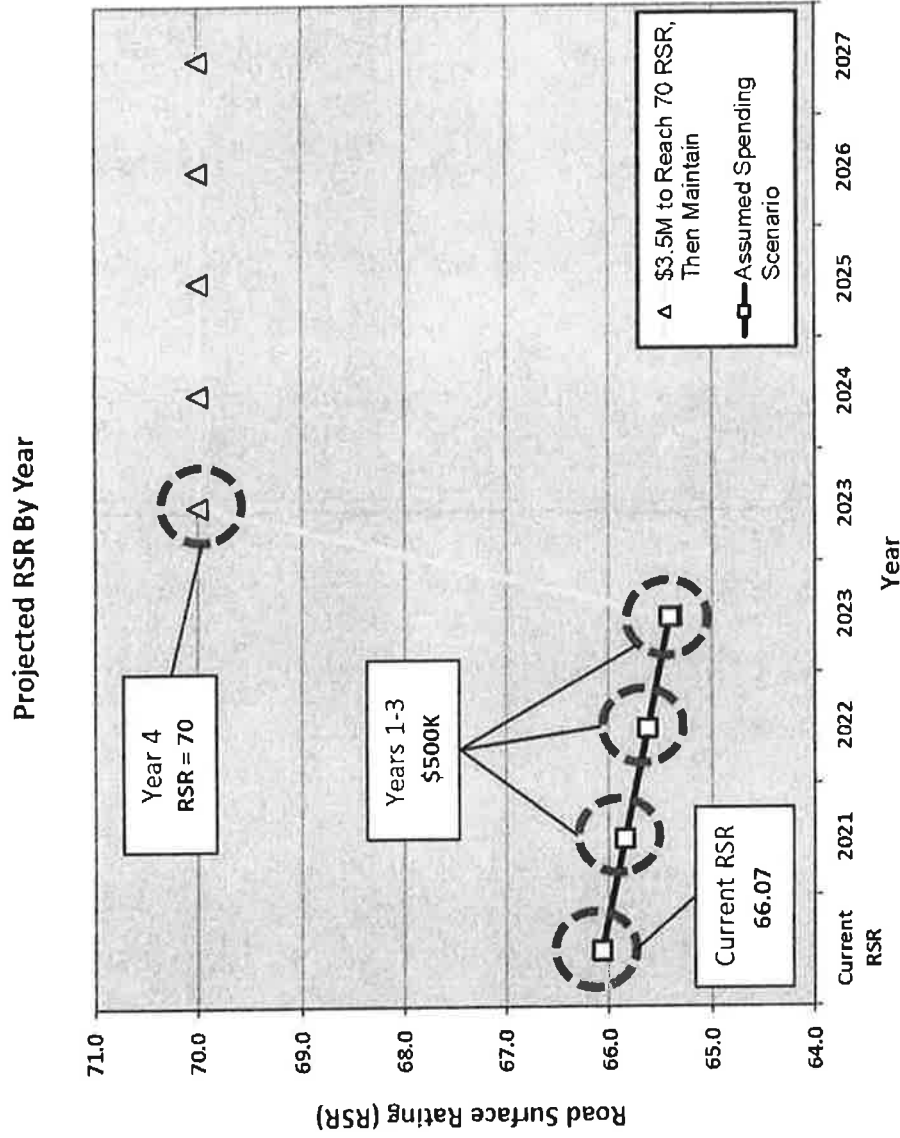 Projected RSR By Year
71.0
70.0
69.0
68.0
67.0
66.0
65.0
64.0
Road Surface Rating (RSR)
Year 4
RSR = 70
Years 1-3
$500K
Current RSR
66.07
$3.5M to Reach 70 RSR,
Then Maintain
Assumed Spending
Scenario
Current
RSR
2021
2022
2023
2023
2024
2025
2026
2027
Year